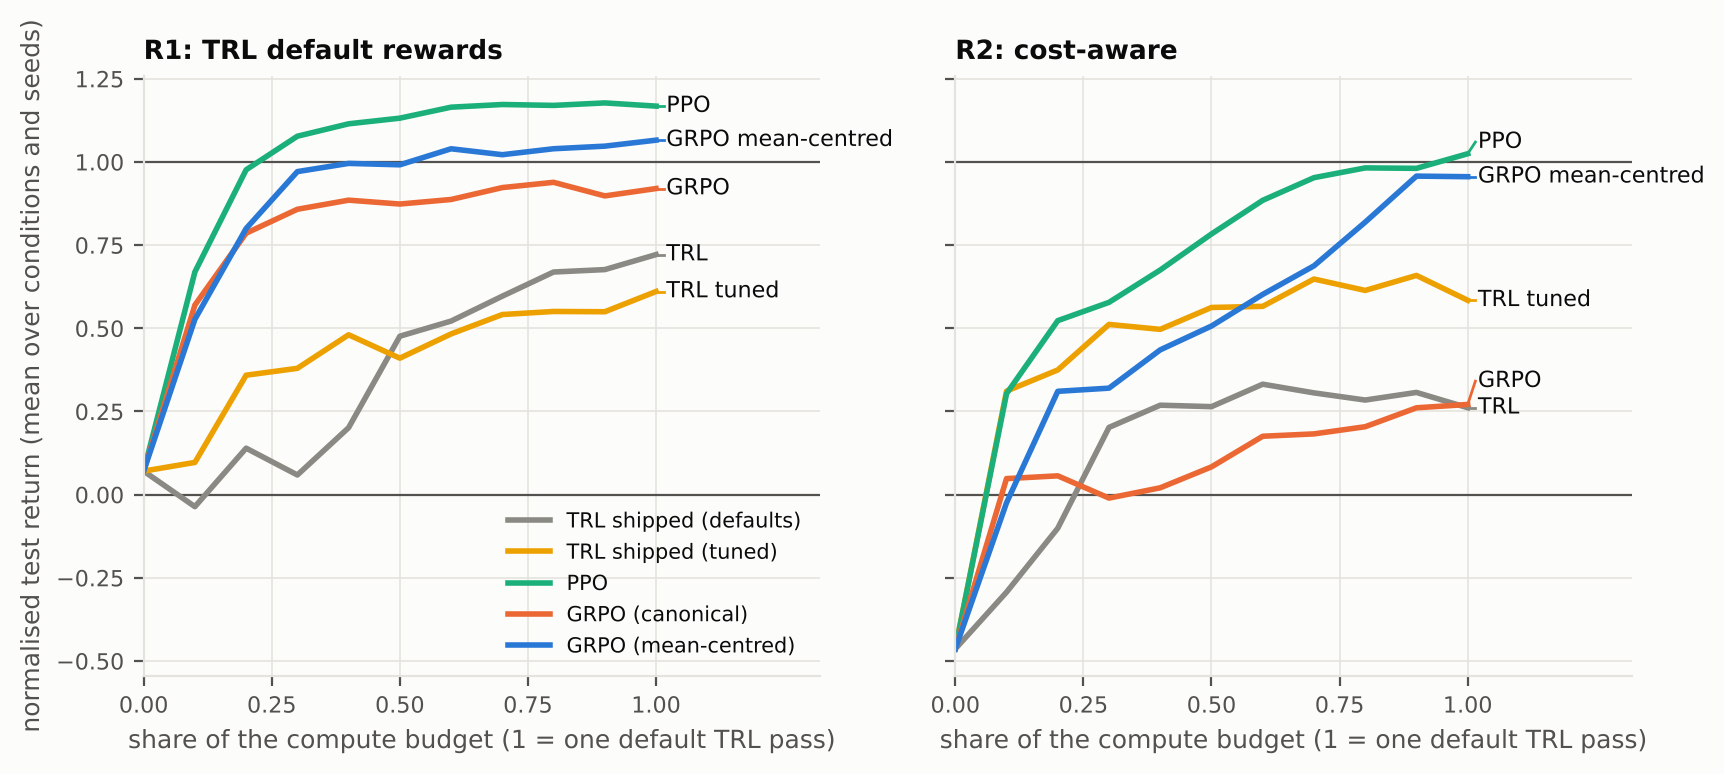 normalised test return (mean over conditions and seeds)
R1: TRL default rewards
1.25
1.00
0.75
0.50
0.25
0.00
−0.25
−0.50
PPO
GRPO mean-centred
GRPO
TRL
TRL tuned
TRL shipped (defaults)
TRL shipped (tuned)
PPO
GRPO (canonical)
GRPO (mean-centred)
0.00 0.25 0.50 0.75 1.00
share of the compute budget (1 = one default TRL pass)
R2: cost-aware
PPO
GRPO mean-centred
TRL tuned
GRPO
TRL
0.00 0.25 0.50 0.75 1.00
share of the compute budget (1 = one default TRL pass)